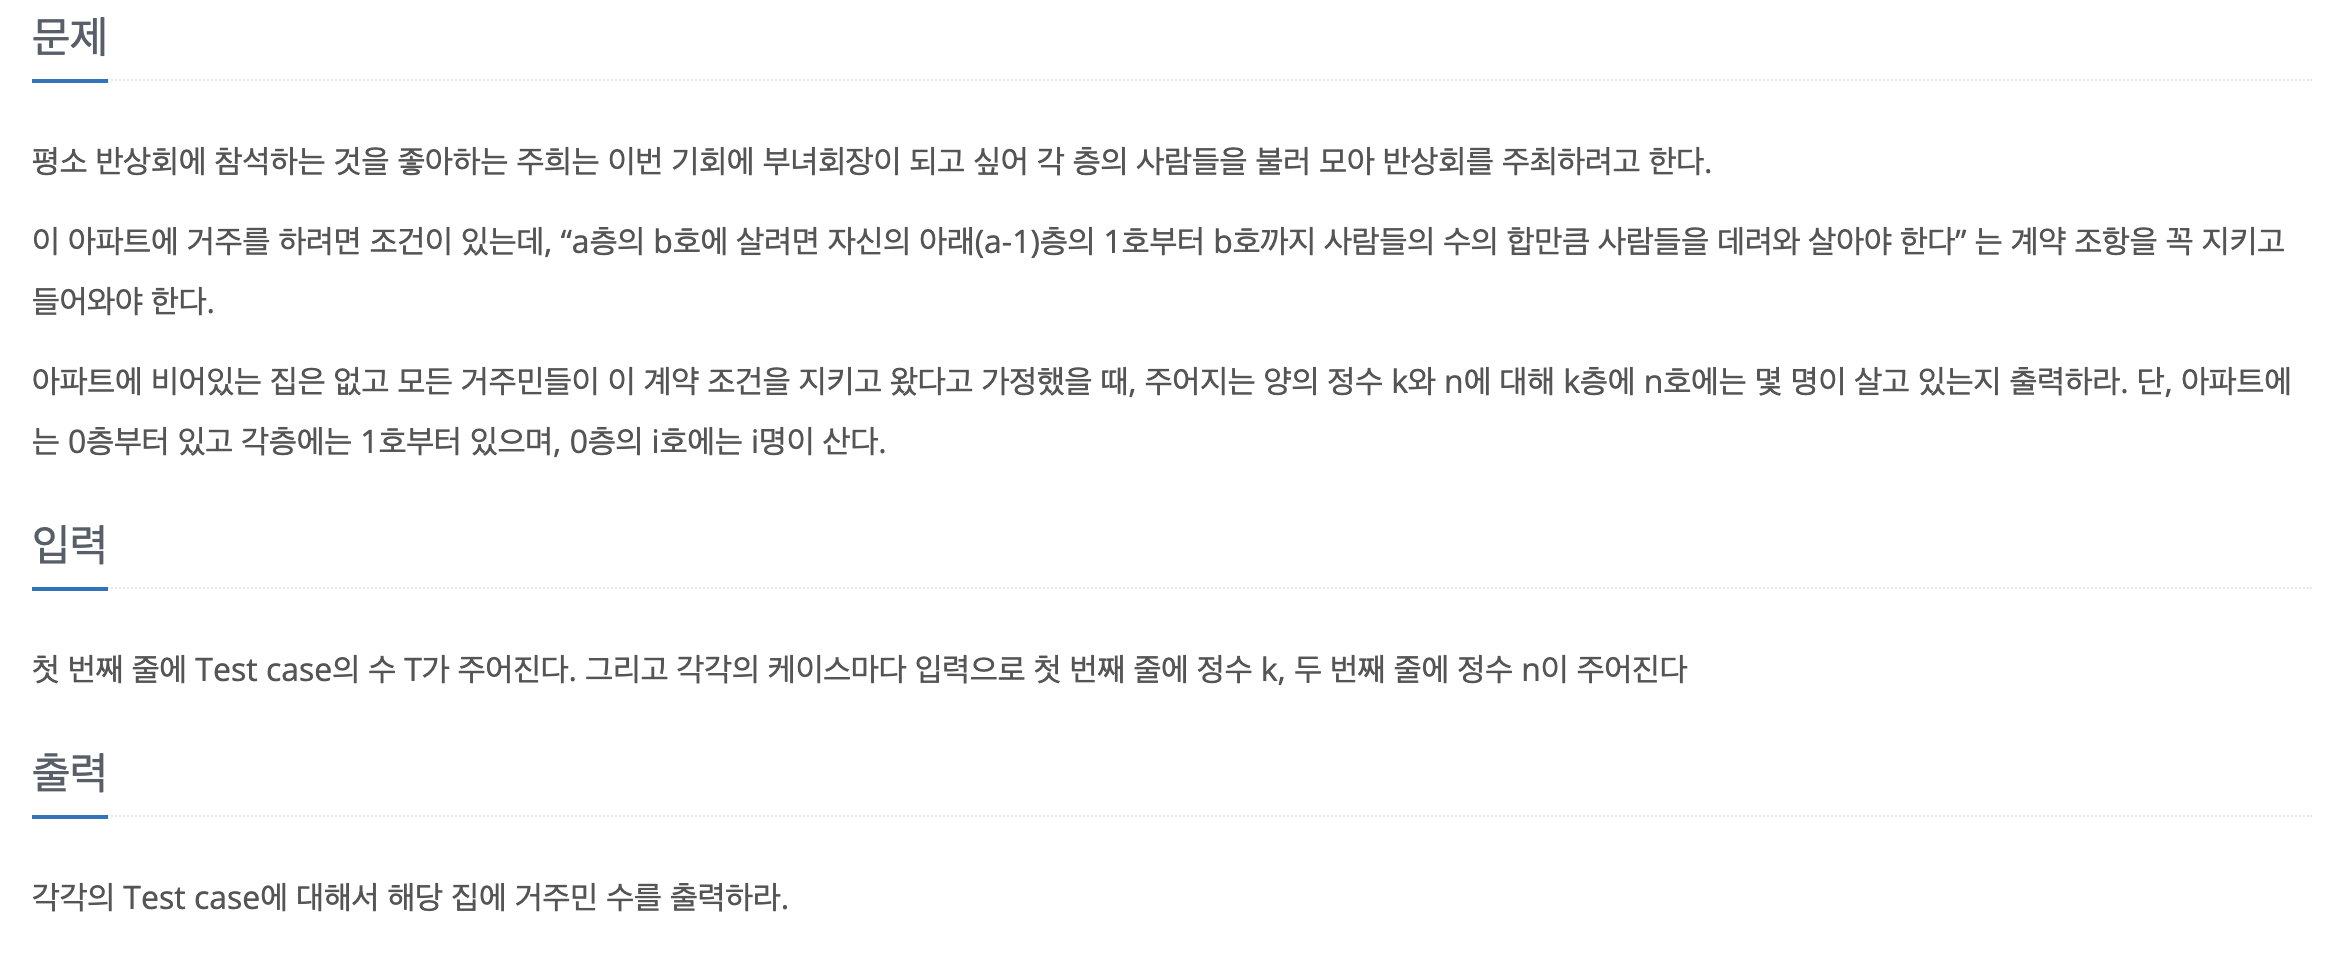 문제
평소 반상회에 참석하는 것을 좋아하는 주희는 이번 기회에 부녀회장이 되고 싶어 각 층의 사람들을 불러 모아 반상회를 주최하려고 한다.
이 아파트에 거주를 하려면 조건이 있는데, “a층의 b호에 살려면 자신의 아래(a-1)층의 1호부터 b호까지 사람들의 수의 합만큼 사람들을 데려와 살아야 한다” 는 계약 조항을 꼭 지키고
들어와야 한다.
아파트에 비어있는 집은 없고 모든 거주민들이 이 계약 조건을 지키고 왔다고 가정했을 때, 주어지는 양의 정수 k와 n에 대해 k층에 n호에는 몇 명이 살고 있는지 출력하라. 단, 아파트에
는 0층부터 있고 각층에는 1호부터 있으며, 0층의 i호에는 i명이 산다.
입력
첫 번째 줄에 Test case의 수 T가 주어진다. 그리고 각각의 케이스마다 입력으로 첫 번째 줄에 정수 k, 두 번째 줄에 정수 n이 주어진다
출력
각각의 Test case에 대해서 해당 집에 거주민 수를 출력하라.